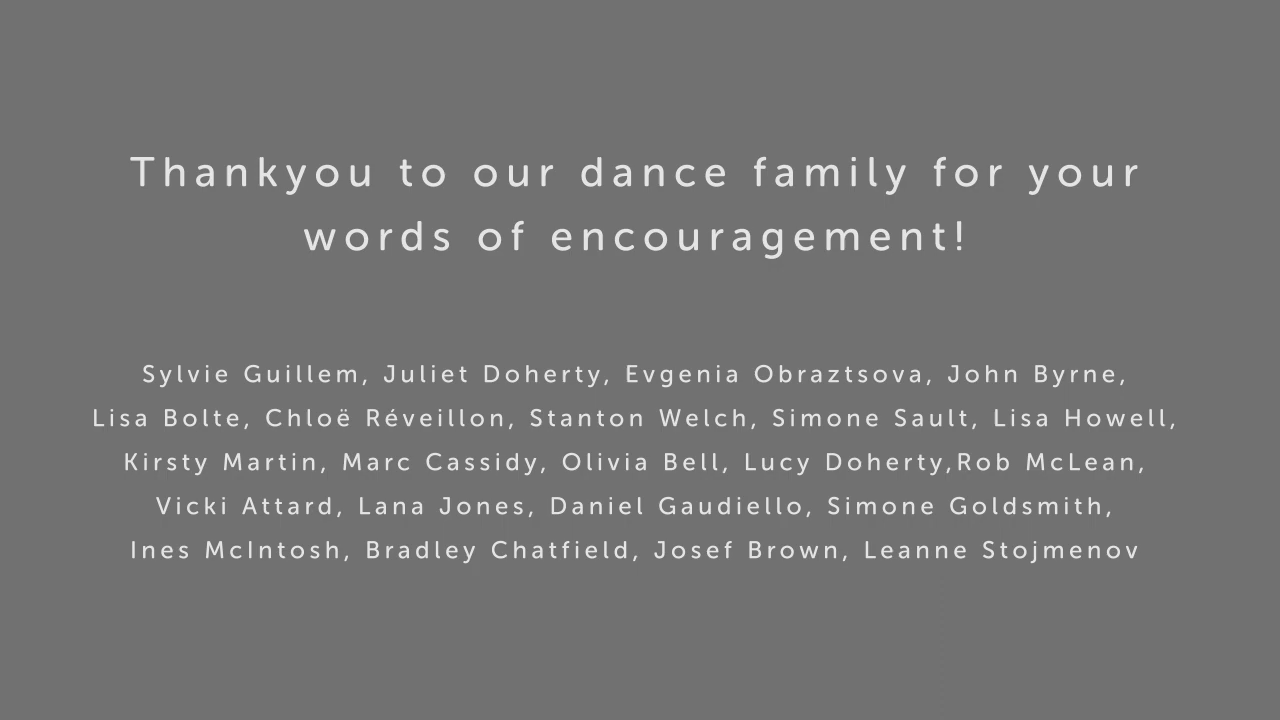 Thankyou to our dance family for your
words of encouragement!
Sylvie Guillem, Juliet Doherty, Evgenia Obraztsova, John Byrne,
Lisa Bolte, Chloë Réveillon, Stanton Welch, Simone Sault, Lisa Howell,
Kirsty Martin, Marc Cassidy, Olivia Bell, Lucy Doherty,Rob McLean,
Vicki Attard, Lana Jones, Daniel Gaudiello, Simone Goldsmith,
Ines McIntosh, Bradley Chatfield, Josef Brown, Leanne Stojmenov